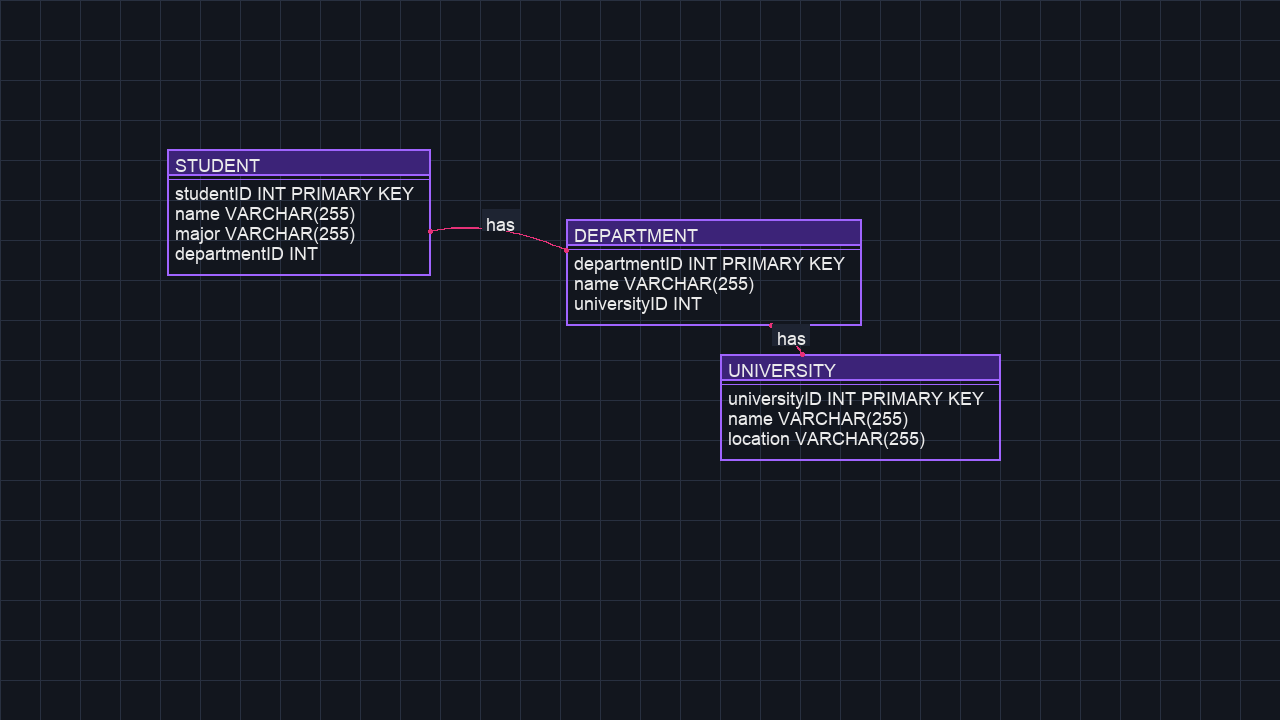 STUDENT
studentID INT PRIMARY KEY
name VARCHAR(255)
major VARCHAR(255)
departmentID INT
has
DEPARTMENT
departmentID INT PRIMARY KEY
name VARCHAR(255)
universityID INT
has
UNIVERSITY
universityID INT PRIMARY KEY
name VARCHAR(255)
location VARCHAR(255)